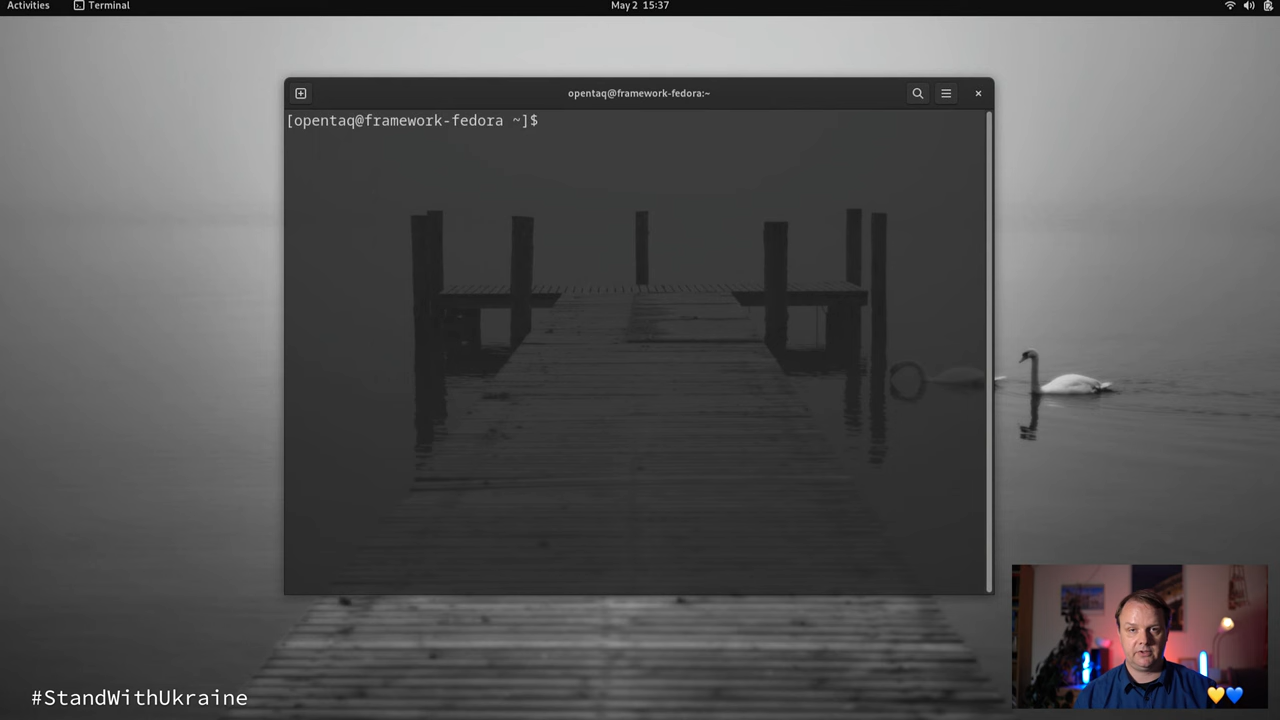 Activities
Terminal
May 2 15:37
opentaq@framework-fedora:~
[opentaq@framework-fedora ~]$
#StandWithUkraine